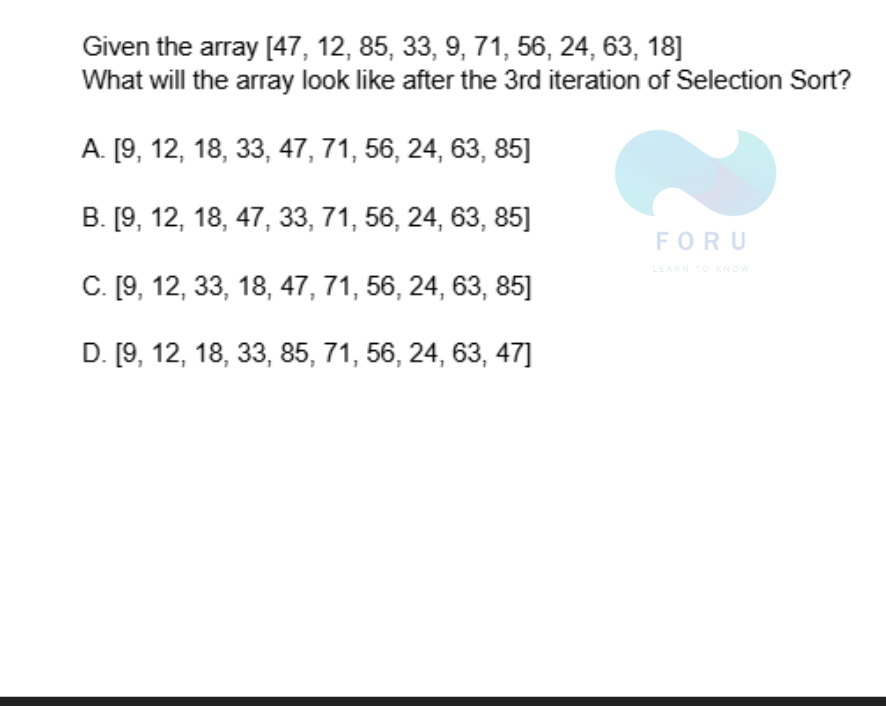 Given the array [47, 12, 85, 33, 9, 71, 56, 24, 63, 18]
What will the array look like after the 3rd iteration of Selection Sort?
A. [9, 12, 18, 33, 47, 71, 56, 24, 63, 85]
B. [9, 12, 18, 47, 33, 71, 56, 24, 63, 85]
FORU
LEARN TO KNOW
C. [9, 12, 33, 18, 47, 71, 56, 24, 63, 85]
D. [9, 12, 18, 33, 85, 71, 56, 24, 63, 47]